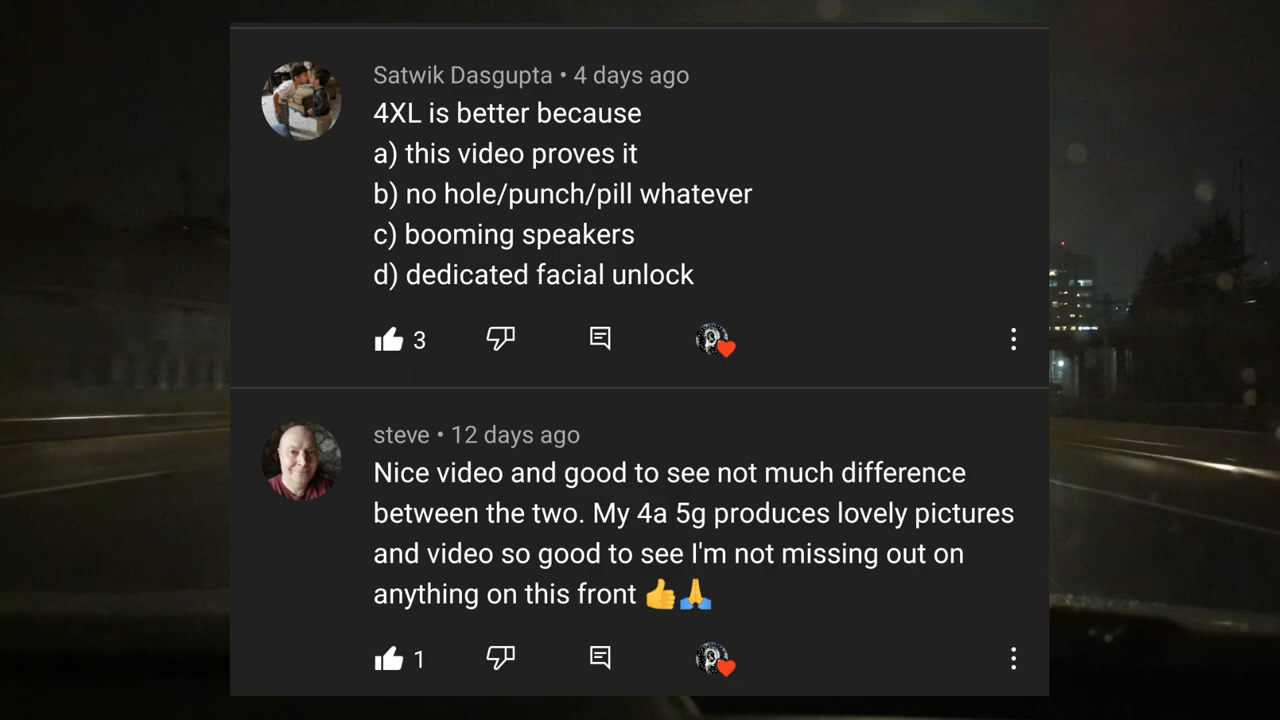 Satwik Dasgupta • 4 days ago
4XL is better because
a) this video proves it
b) no hole/punch/pill whatever
c) booming speakers
d) dedicated facial unlock
3
steve • 12 days ago
Nice video and good to see not much difference
between the two. My 4a 5g produces lovely pictures
and video so good to see I'm not missing out on
anything on this front 👍🙏
1